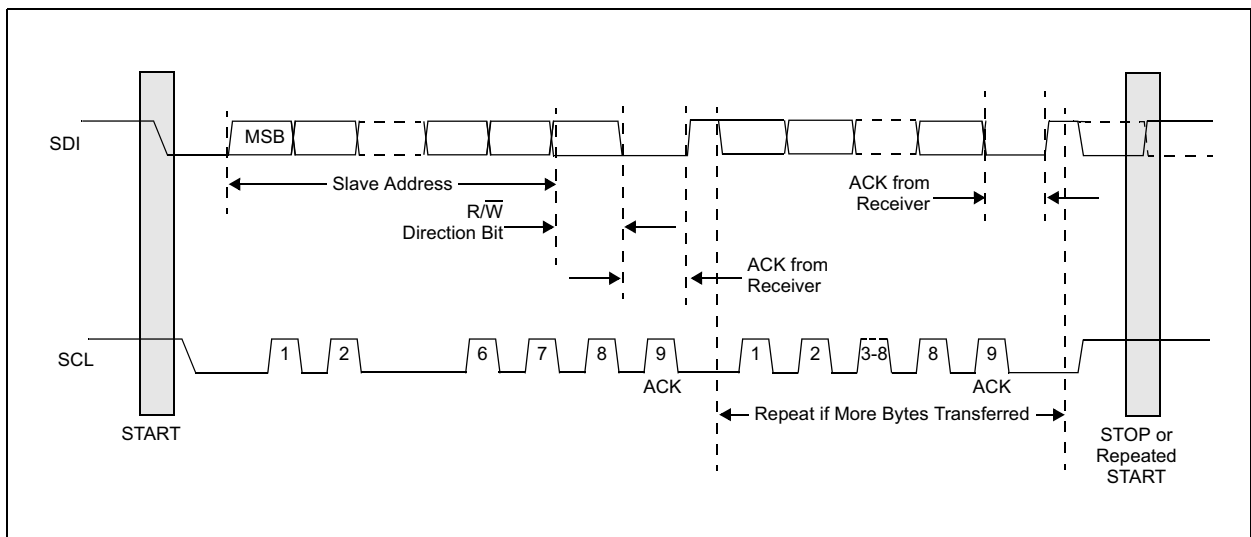 SDI
MSB
Slave Address
R/W̅
Direction Bit
ACK from
Receiver
ACK from
Receiver
SCL
1
2
6
7
8
9
ACK
1
2
3-8
8
9
ACK
Repeat if More Bytes Transferred
START
STOP or
Repeated
START